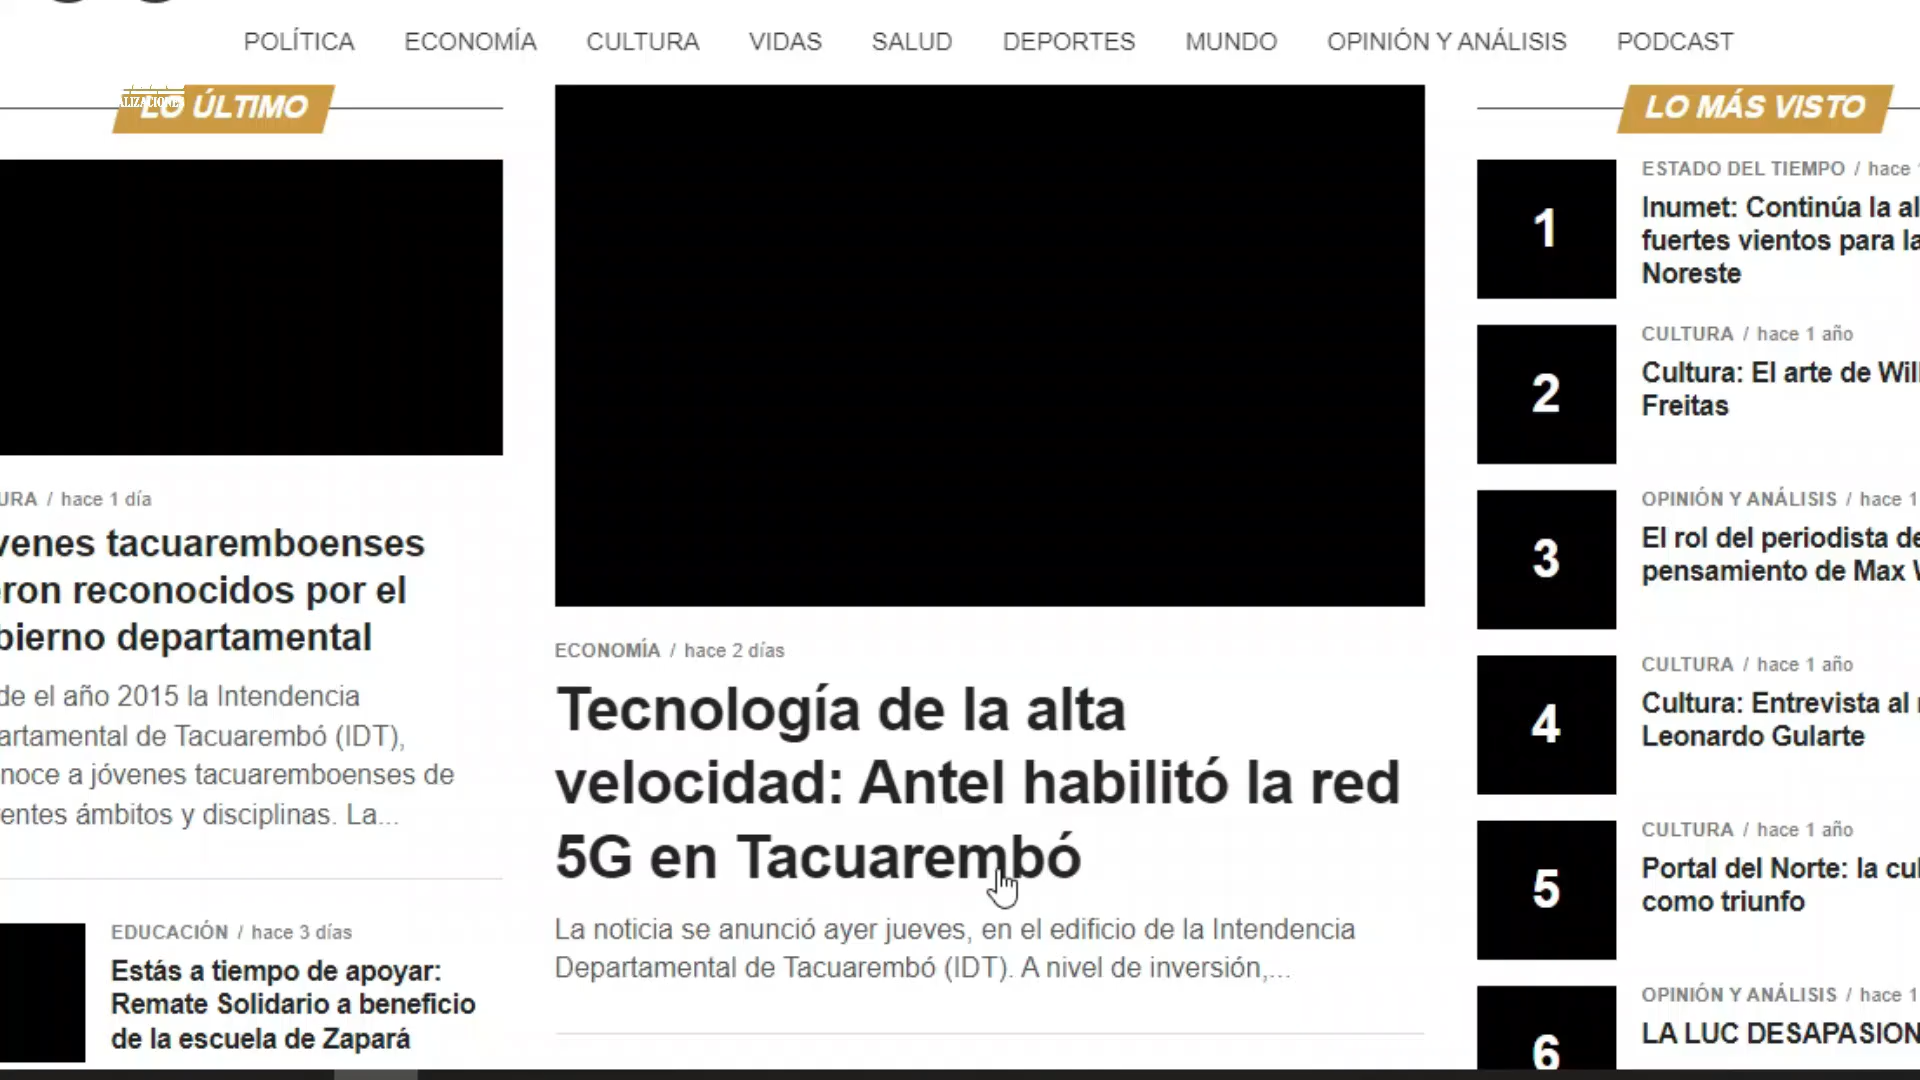 POLÍTICA ECONOMÍA CULTURA VIDAS SALUD DEPORTES MUNDO OPINIÓN Y ANÁLISIS PODCAST
LO ÚLTIMO
URA / hace 1 día
venes tacuaremboenses
ron reconocidos por el
bierno departamental
de el año 2015 la Intendencia
artamental de Tacuarembó (IDT),
noce a jóvenes tacuaremboenses de
entes ámbitos y disciplinas. La...
EDUCACIÓN / hace 3 días
Estás a tiempo de apoyar:
Remate Solidario a beneficio
de la escuela de Zapará
ECONOMÍA / hace 2 días
Tecnología de la alta
velocidad: Antel habilitó la red
5G en Tacuarembó
La noticia se anunció ayer jueves, en el edificio de la Intendencia
Departamental de Tacuarembó (IDT). A nivel de inversión,...
LO MÁS VISTO
1
ESTADO DEL TIEMPO / hace
Inumet: Continúa la al
fuertes vientos para la
Noreste
2
CULTURA / hace 1 año
Cultura: El arte de Will
Freitas
3
OPINIÓN Y ANÁLISIS / hace 1
El rol del periodista de
pensamiento de Max
4
CULTURA / hace 1 año
Cultura: Entrevista al
Leonardo Gularte
5
CULTURA / hace 1 año
Portal del Norte: la cul
como triunfo
6
OPINIÓN Y ANÁLISIS / hace 1
LA LUC DESAPASION